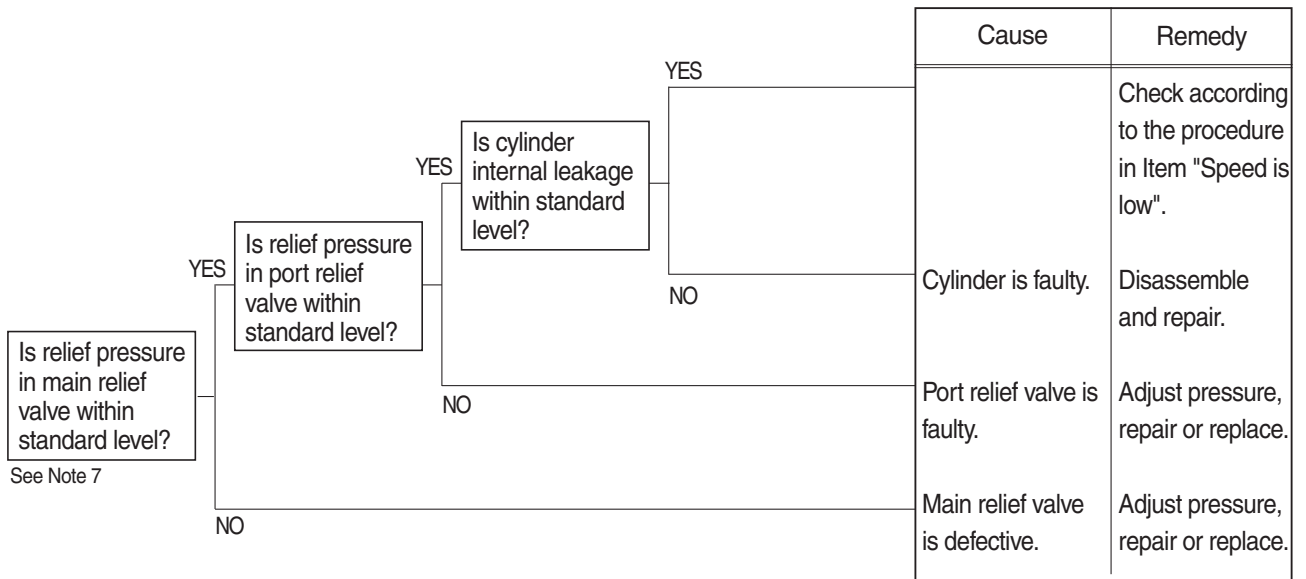 Cause
Remedy
YES
Check according
to the procedure
in Item "Speed is
low".
Is cylinder
internal leakage
within standard
level?
YES
Is relief pressure
in port relief
valve within
standard level?
YES
NO
Cylinder is faulty.
Disassemble
and repair.
Is relief pressure
in main relief
valve within
standard level?
See Note 7
NO
Port relief valve is
faulty.
Adjust pressure,
repair or replace.
NO
Main relief valve
is defective.
Adjust pressure,
repair or replace.